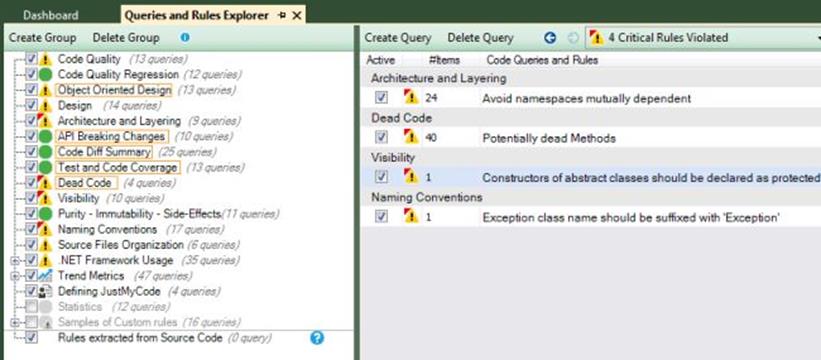 Dashboard
Queries and Rules Explorer
Create Group Delete Group
Code Quality (13 queries)
Code Quality Regression (12 queries)
Object Oriented Design (13 queries)
Design (14 queries)
Architecture and Layering (9 queries)
API Breaking Changes (10 queries)
Code Diff Summary (25 queries)
Test and Code Coverage (13 queries)
Dead Code (4 queries)
Visibility (10 queries)
Purity - Immutability - Side-Effects(11 queries)
Naming Conventions (17 queries)
Source Files Organization (6 queries)
.NET Framework Usage (35 queries)
Trend Metrics (47 queries)
Defining JustMyCode (4 queries)
Statistics (12 queries)
Samples of Custom rules (16 queries)
Rules extracted from Source Code (0 query)
Create Query Delete Query 4 Critical Rules Violated
Active #Items Code Queries and Rules
Architecture and Layering
24 Avoid namespaces mutually dependent
Dead Code
40 Potentially dead Methods
Visibility
1 Constructors of abstract classes should be declared as protected
Naming Conventions
1 Exception class name should be suffixed with 'Exception'